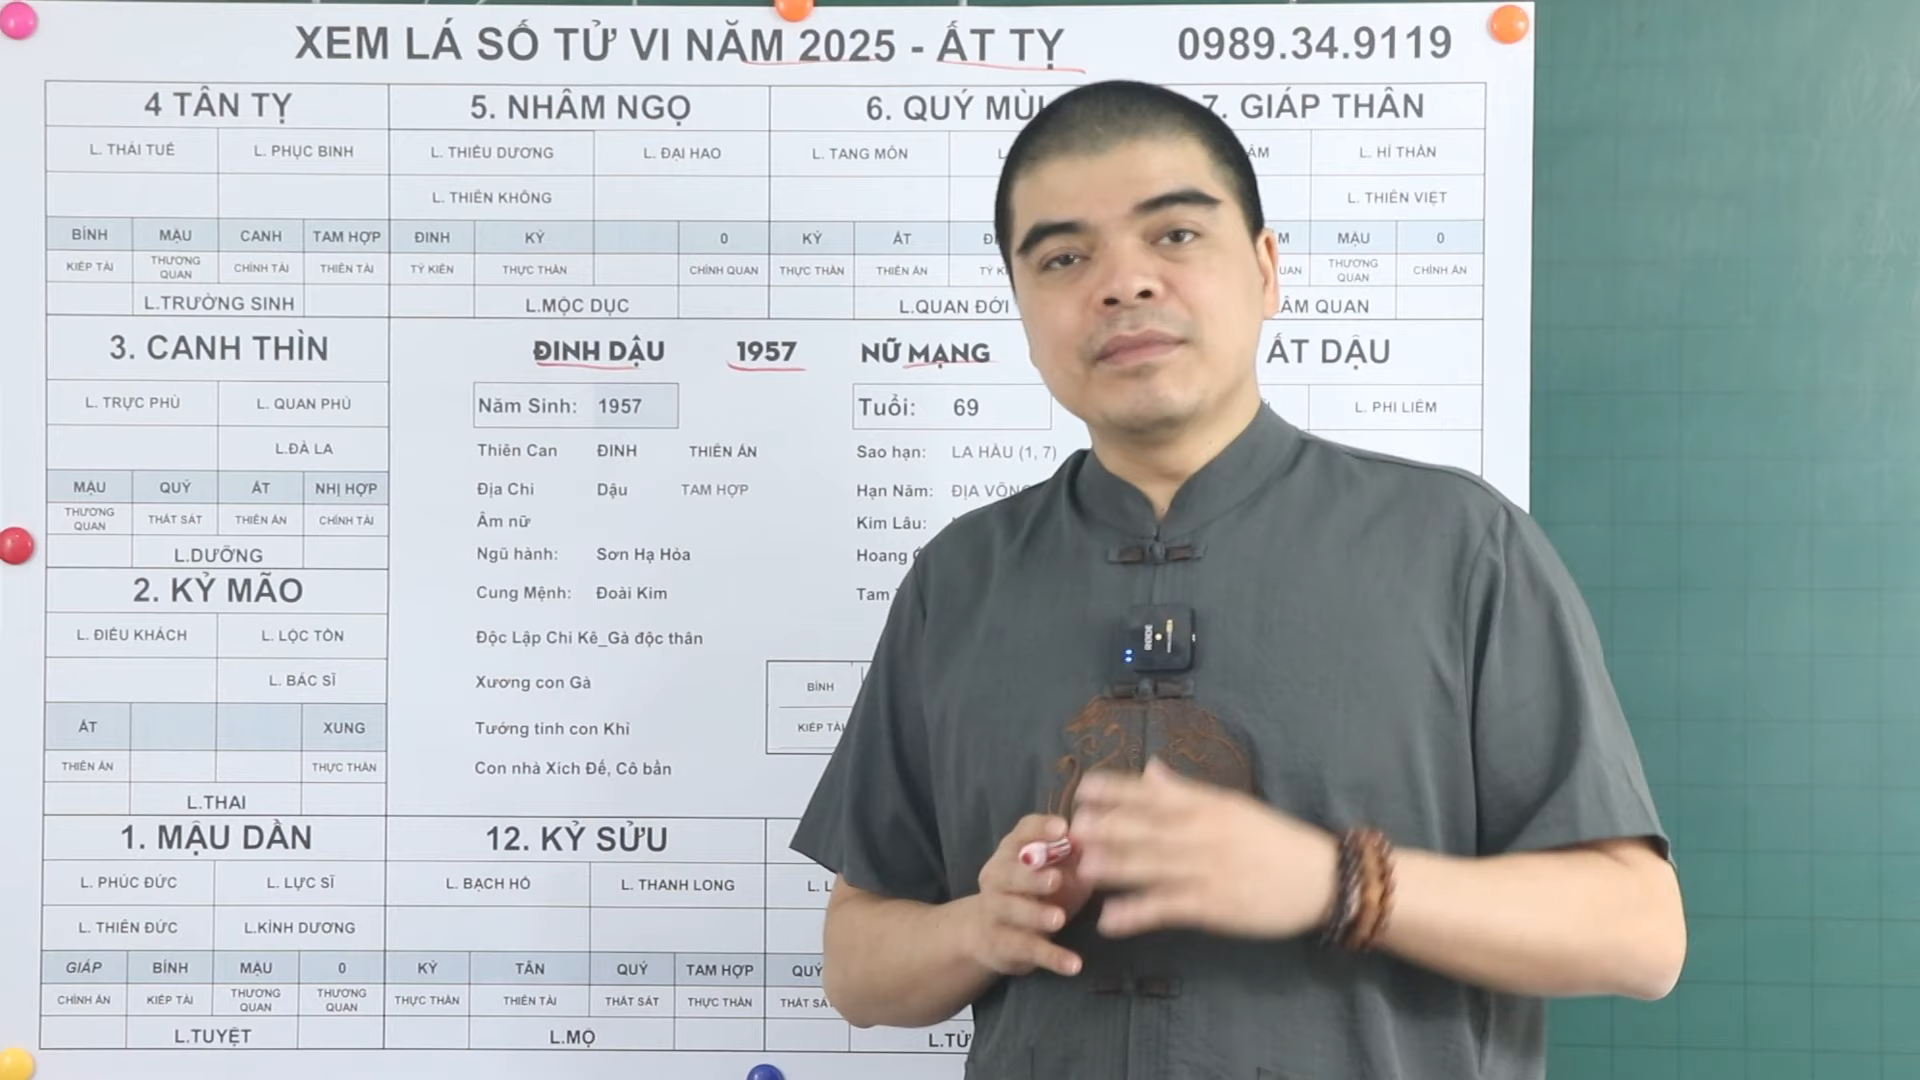 XEM LÁ SỐ TỬ VI NĂM 2025 - ẤT TỴ 0989.34.9119
4 TÂN TỴ 5. NHÂM NGỌ 6. QUÝ MÙI 7. GIÁP THÂN
L. THÁI TUẾ L. PHỤC BINH L. THIẾU DƯƠNG L. ĐẠI HAO L. TANG MÔN L. HỈ THẦN
L. THIÊN KHÔNG L. THIÊN VIỆT
BÍNH MẬU CANH TAM HỢP ĐINH KỶ 0 KỶ ẤT MẬU 0
KIẾP TÀI THƯƠNG QUAN CHÍNH TÀI THIÊN TÀI TỶ KIÊN THỰC THẦN CHÍNH QUAN THỰC THẦN THIÊN ẤN THƯƠNG QUAN CHÍNH ẤN
L.TRƯỜNG SINH L.MỘC DỤC L.QUAN ĐỚI QUAN
3. CANH THÌN ĐINH DẬU 1957 NỮ MẠNG ẤT DẬU
L. TRỰC PHÙ L. QUAN PHÙ Năm Sinh: 1957 Tuổi: 69 L. PHI LIÊM
L.ĐÀ LA Thiên Can ĐINH THIÊN ẤN Sao hạn: LA HẦU (1, 7)
MẬU QUÝ ẤT NHỊ HỢP Địa Chi Dậu TAM HỢP Hạn Năm: ĐỊA
THƯƠNG QUAN THẤT SÁT THIÊN ẤN CHÍNH TÀI Âm nữ Kim Lâu:
L.DƯỠNG Ngũ hành: Sơn Hạ Hỏa Hoang
2. KỶ MÃO Cung Mệnh: Đoài Kim Tam
L. ĐIẾU KHÁCH L. LỘC TỒN Độc Lập Chi Kê_Gà độc thân
L. BÁC SĨ Xương con Gà BÍNH
ẤT XUNG Tướng tinh con Khỉ KIẾP TÀI
THIÊN ẤN THỰC THẦN Con nhà Xích Đế, Cô bần
L.THAI
1. MẬU DẦN 12. KỶ SỬU
L. PHÚC ĐỨC L. LỰC SĨ L. BẠCH HỔ L. THANH LONG
L. THIÊN ĐỨC L.KÌNH DƯƠNG
GIÁP BÍNH MẬU 0 KỶ TÂN QUÝ TAM HỢP QUÝ
CHÍNH ẤN KIẾP TÀI THƯƠNG QUAN THƯƠNG QUAN THỰC THẦN THIÊN TÀI THẤT SÁT THỰC THẦN THẤT
L.TUYỆT L.MỘ
RODE